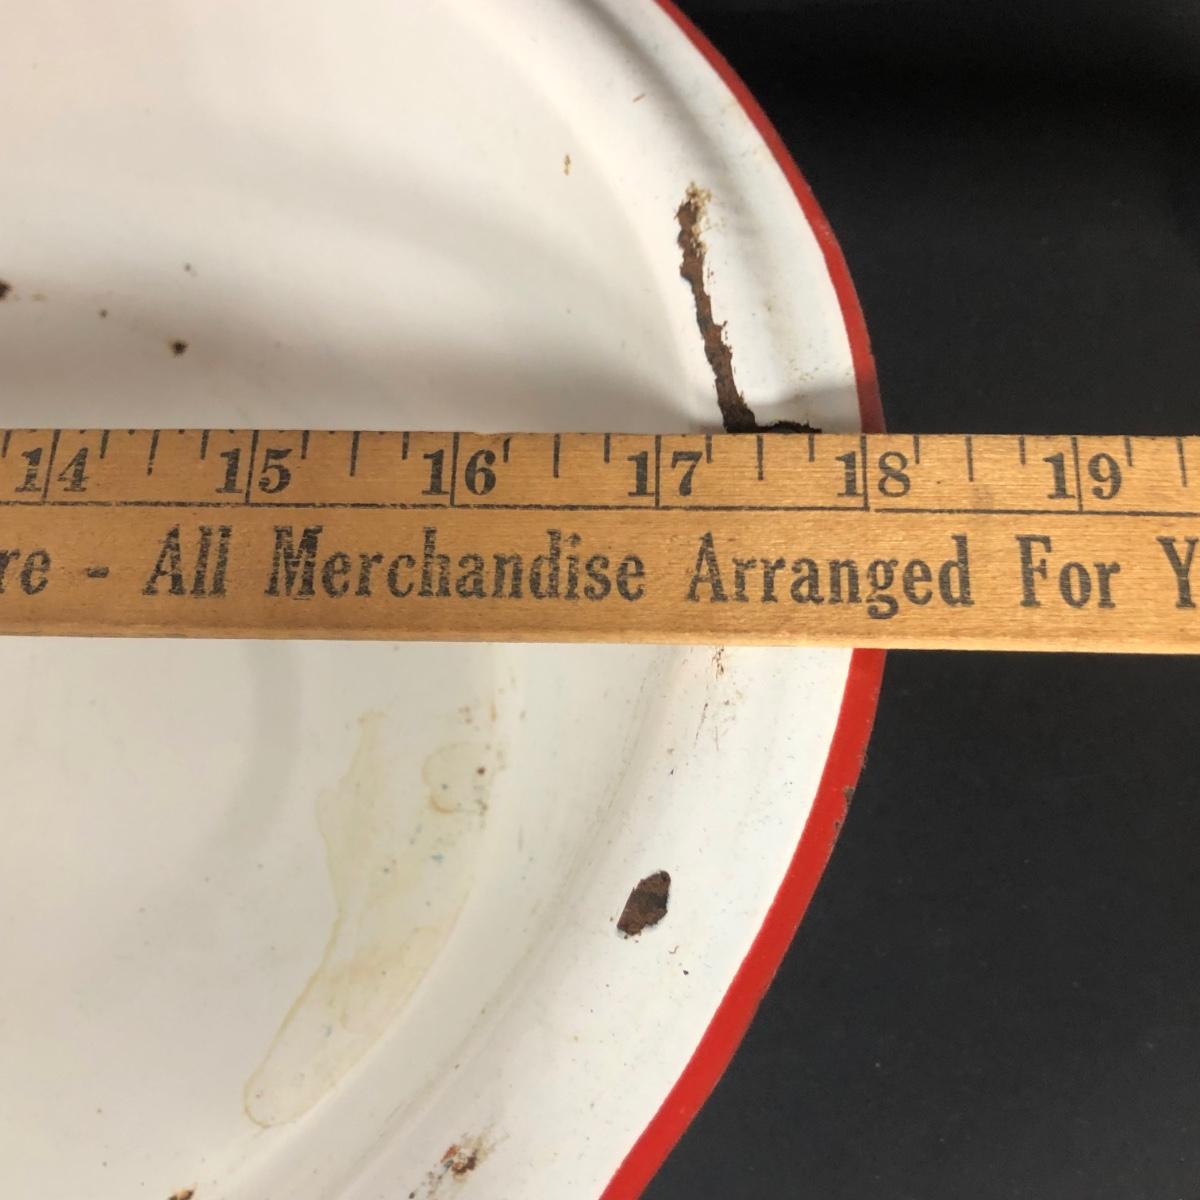 14 15 16 17 18 19
re - All Merchandise Arranged For Y